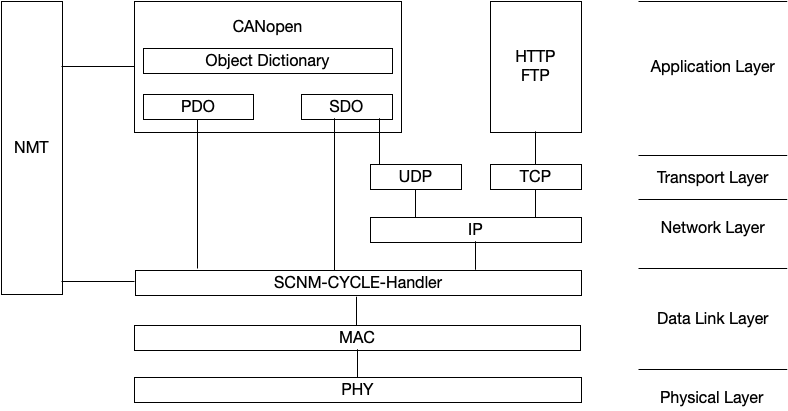 CANopen
Object Dictionary
PDO
SDO
HTTP
FTP
Application Layer
NMT
UDP
TCP
Transport Layer
IP
Network Layer
SCNM-CYCLE-Handler
MAC
Data Link Layer
PHY
Physical Layer